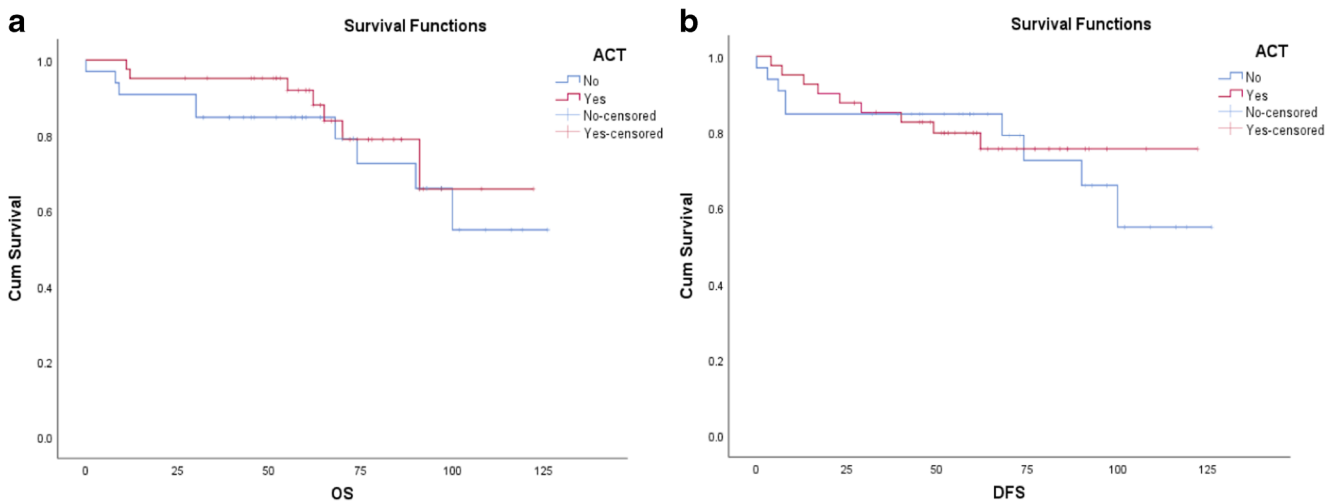 a
Survival Functions
ACT
No
Yes
No-censored
Yes-censored
Cum Survival
1.0
0.8
0.6
0.4
0.2
0.0
0 25 50 75 100 125
OS
b
Survival Functions
ACT
No
Yes
No-censored
Yes-censored
Cum Survival
1.0
0.8
0.6
0.4
0.2
0.0
0 25 50 75 100 125
DFS